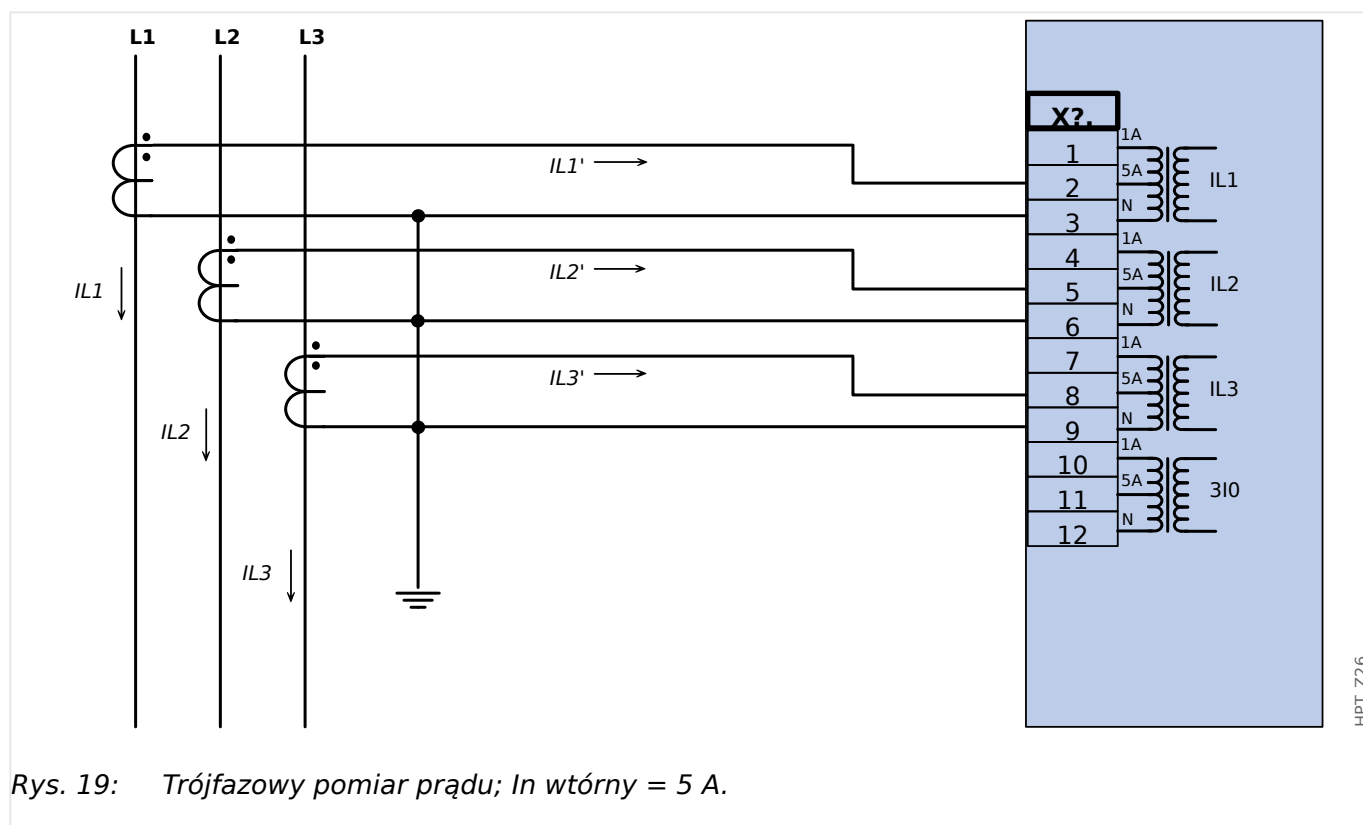 L1 L2 L3
X?.
1
2
3
4
5
6
7
8
9
10
11
12
1A
5A
N
IL1
1A
5A
N
IL2
1A
5A
N
IL3
1A
5A
N
3I0
IL1'
IL2'
IL3'
IL1
IL2
IL3
HPT_Z26
Rys. 19: Trójfazowy pomiar prądu; In wtórny = 5 A.